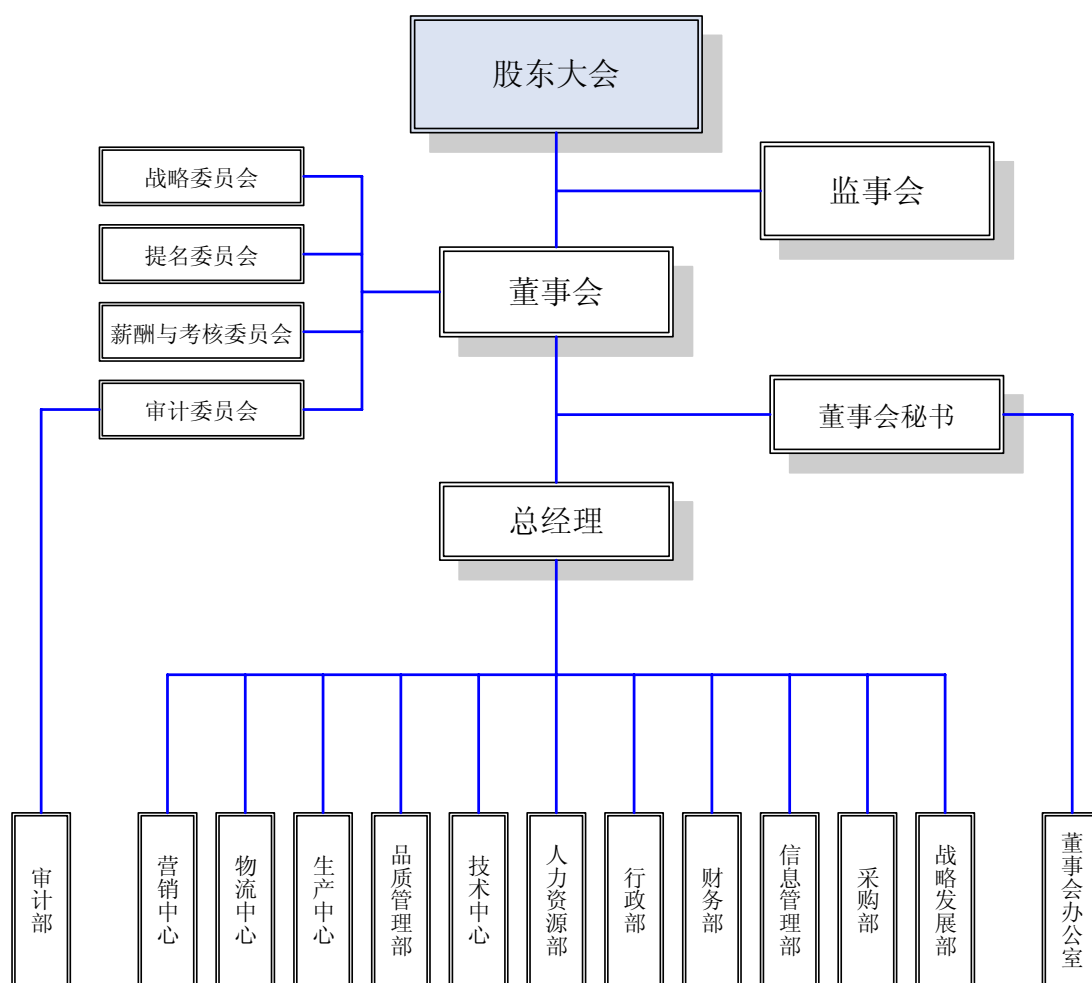 股东大会
监事会
战略委员会
提名委员会
董事会
薪酬与考核委员会
审计委员会
董事会秘书
总经理
审计部
营销中心
物流中心
生产中心
品质管理部
技术中心
人力资源部
行政部
财务部
信息管理部
采购部
战略发展部
董事会办公室